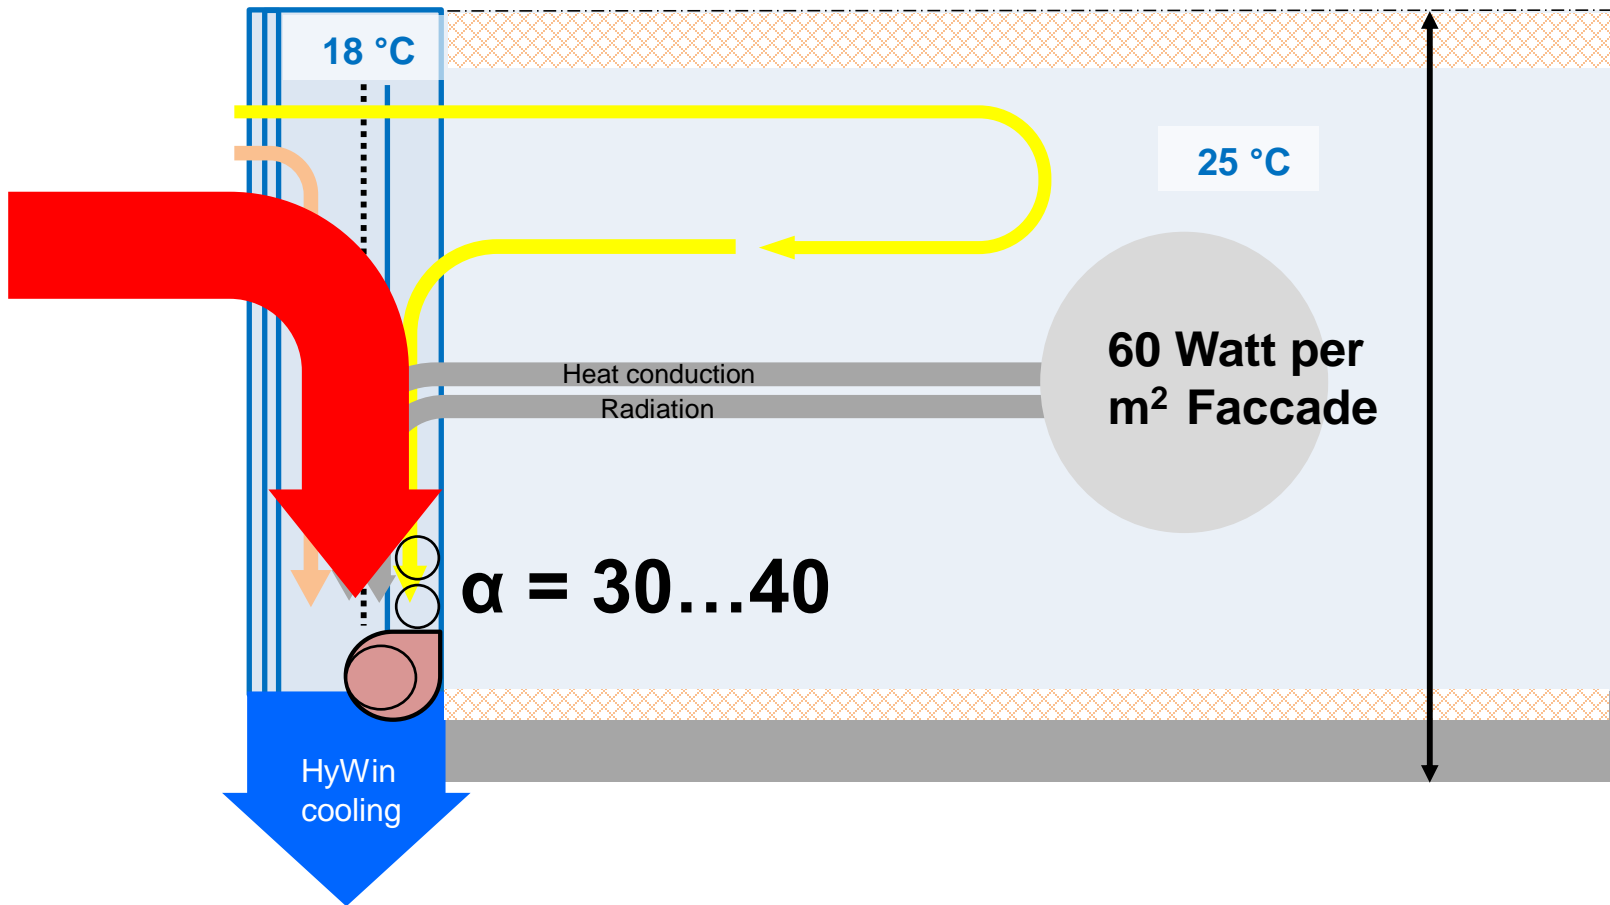 18 °C
25 °C
60 Watt per
m² Faccade
Heat conduction
Radiation
α = 30…40
HyWin
cooling